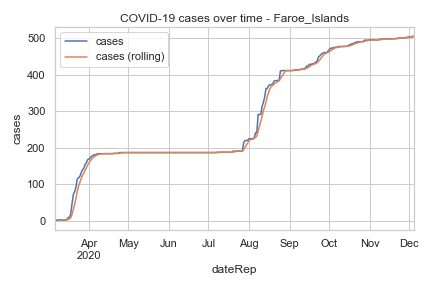 COVID-19 cases over time - Faroe_Islands
cases
cases (rolling)
500
400
300
200
100
0
cases
Apr
2020
May
Jun
Jul
Aug
Sep
Oct
Nov
Dec
dateRep